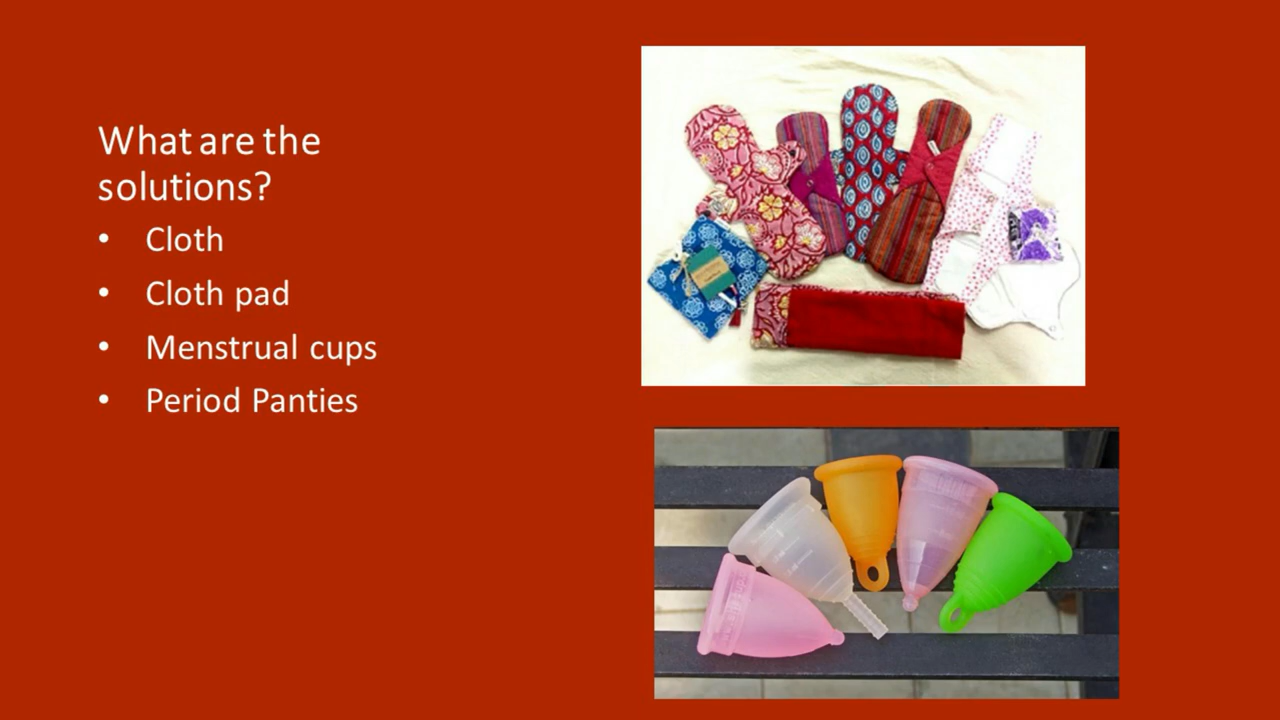 What are the
solutions?
• Cloth
• Cloth pad
• Menstrual cups
• Period Panties